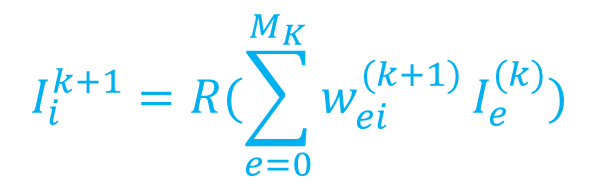 I_i^{k+1} = R(\sum_{e=0}^{M_K} w_{ei}^{(k+1)} I_e^{(k)})